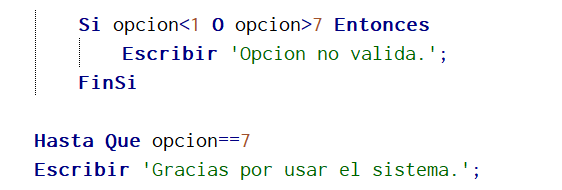 Si opcion<1 O opcion>7 Entonces
Escribir 'Opcion no valida.';
FinSi
Hasta Que opcion==7
Escribir 'Gracias por usar el sistema.';